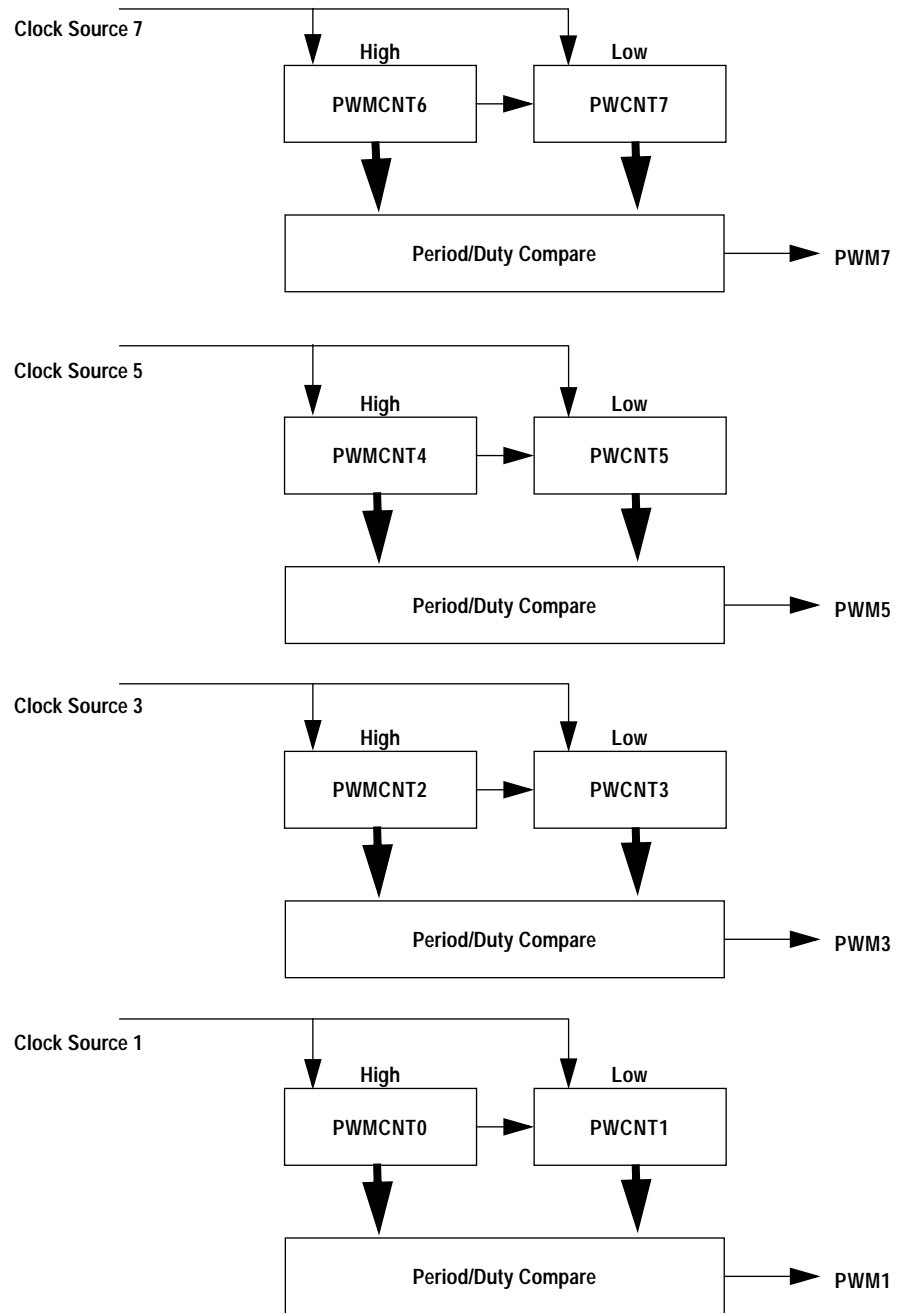 Clock Source 7
High
Low
PWMCNT6
PWCNT7
Period/Duty Compare
PWM7
Clock Source 5
High
Low
PWMCNT4
PWCNT5
Period/Duty Compare
PWM5
Clock Source 3
High
Low
PWMCNT2
PWCNT3
Period/Duty Compare
PWM3
Clock Source 1
High
Low
PWMCNT0
PWCNT1
Period/Duty Compare
PWM1